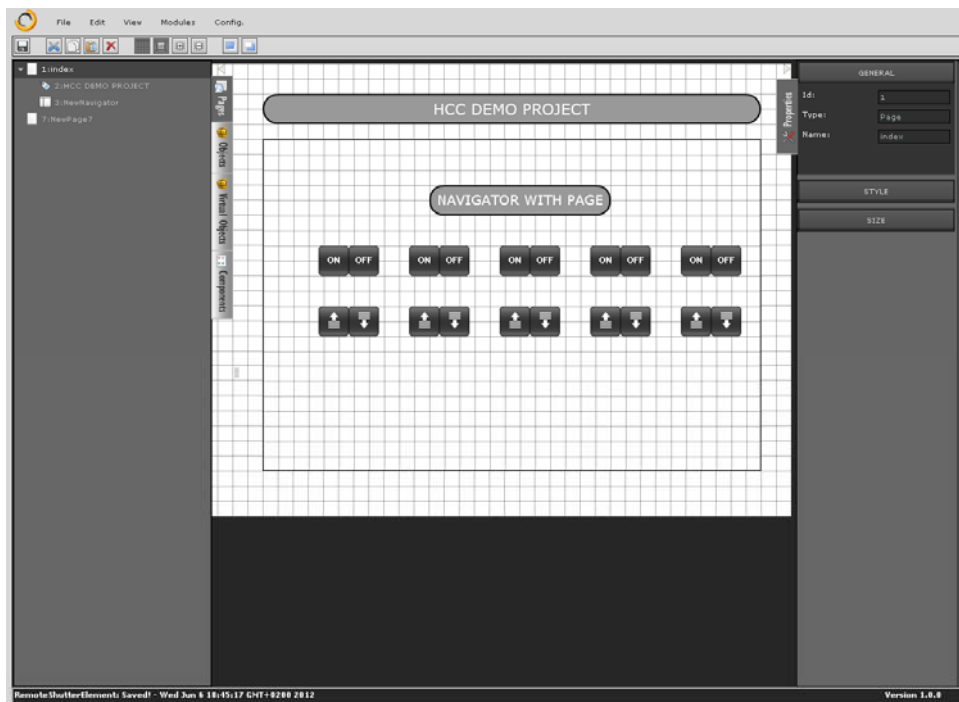 File Edit View Modules Config.
1:index
2:HCC DEMO PROJECT
3:NewNavigator
7:NewPage7
Pages
Objects
Virtual Objects
Components
HCC DEMO PROJECT
NAVIGATOR WITH PAGE
ON OFF ON OFF ON OFF ON OFF ON OFF
Properties
GENERAL
Id: 1
Type: Page
Name: index
STYLE
SIZE
RemoteShutterElement: Saved! - Wed Jun 6 18:45:17 GMT+0200 2012
Version 1.0.0